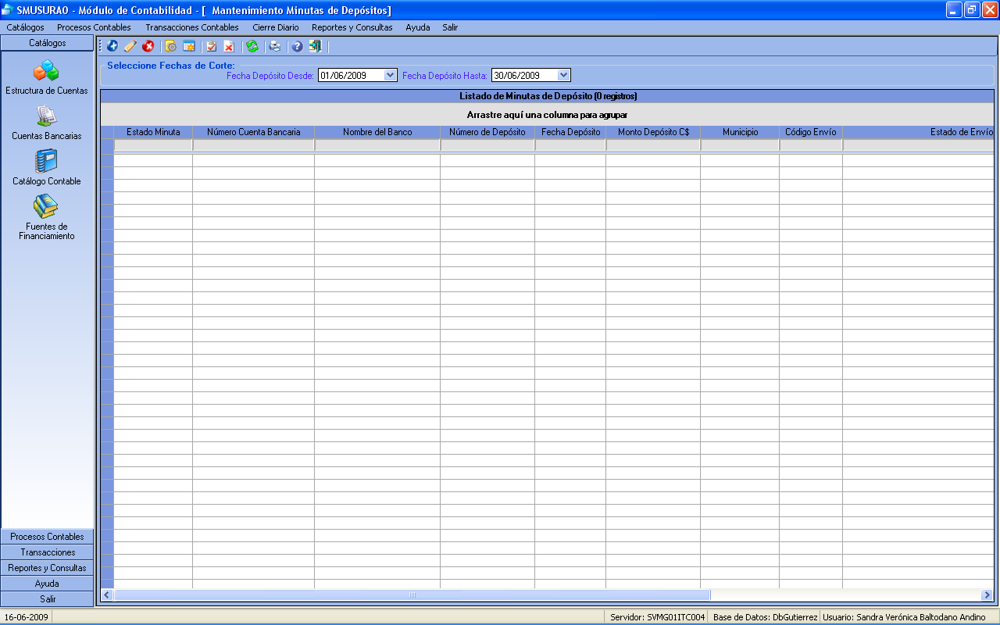 SMUSURA0 - Módulo de Contabilidad - [ Mantenimiento Minutas de Depósitos]
Catálogos Procesos Contables Transacciones Contables Cierre Diario Reportes y Consultas Ayuda Salir
Catálogos
Estructura de Cuentas
Cuentas Bancarias
Catálogo Contable
Fuentes de
Financiamiento
Procesos Contables
Transacciones
Reportes y Consultas
Ayuda
Salir
Seleccione Fechas de Corte:
Fecha Depósito Desde: 01/06/2009 Fecha Depósito Hasta: 30/06/2009
Listado de Minutas de Depósito (0 registros)
Arrastre aquí una columna para agrupar
Estado Minuta Número Cuenta Bancaria Nombre del Banco Número de Depósito Fecha Depósito Monto Depósito C$ Municipio Código Envío Estado de Envío
16-06-2009 Servidor: SVMG01ITC004 Base de Datos: DbGutierrez Usuario: Sandra Verónica Baltodano Andino